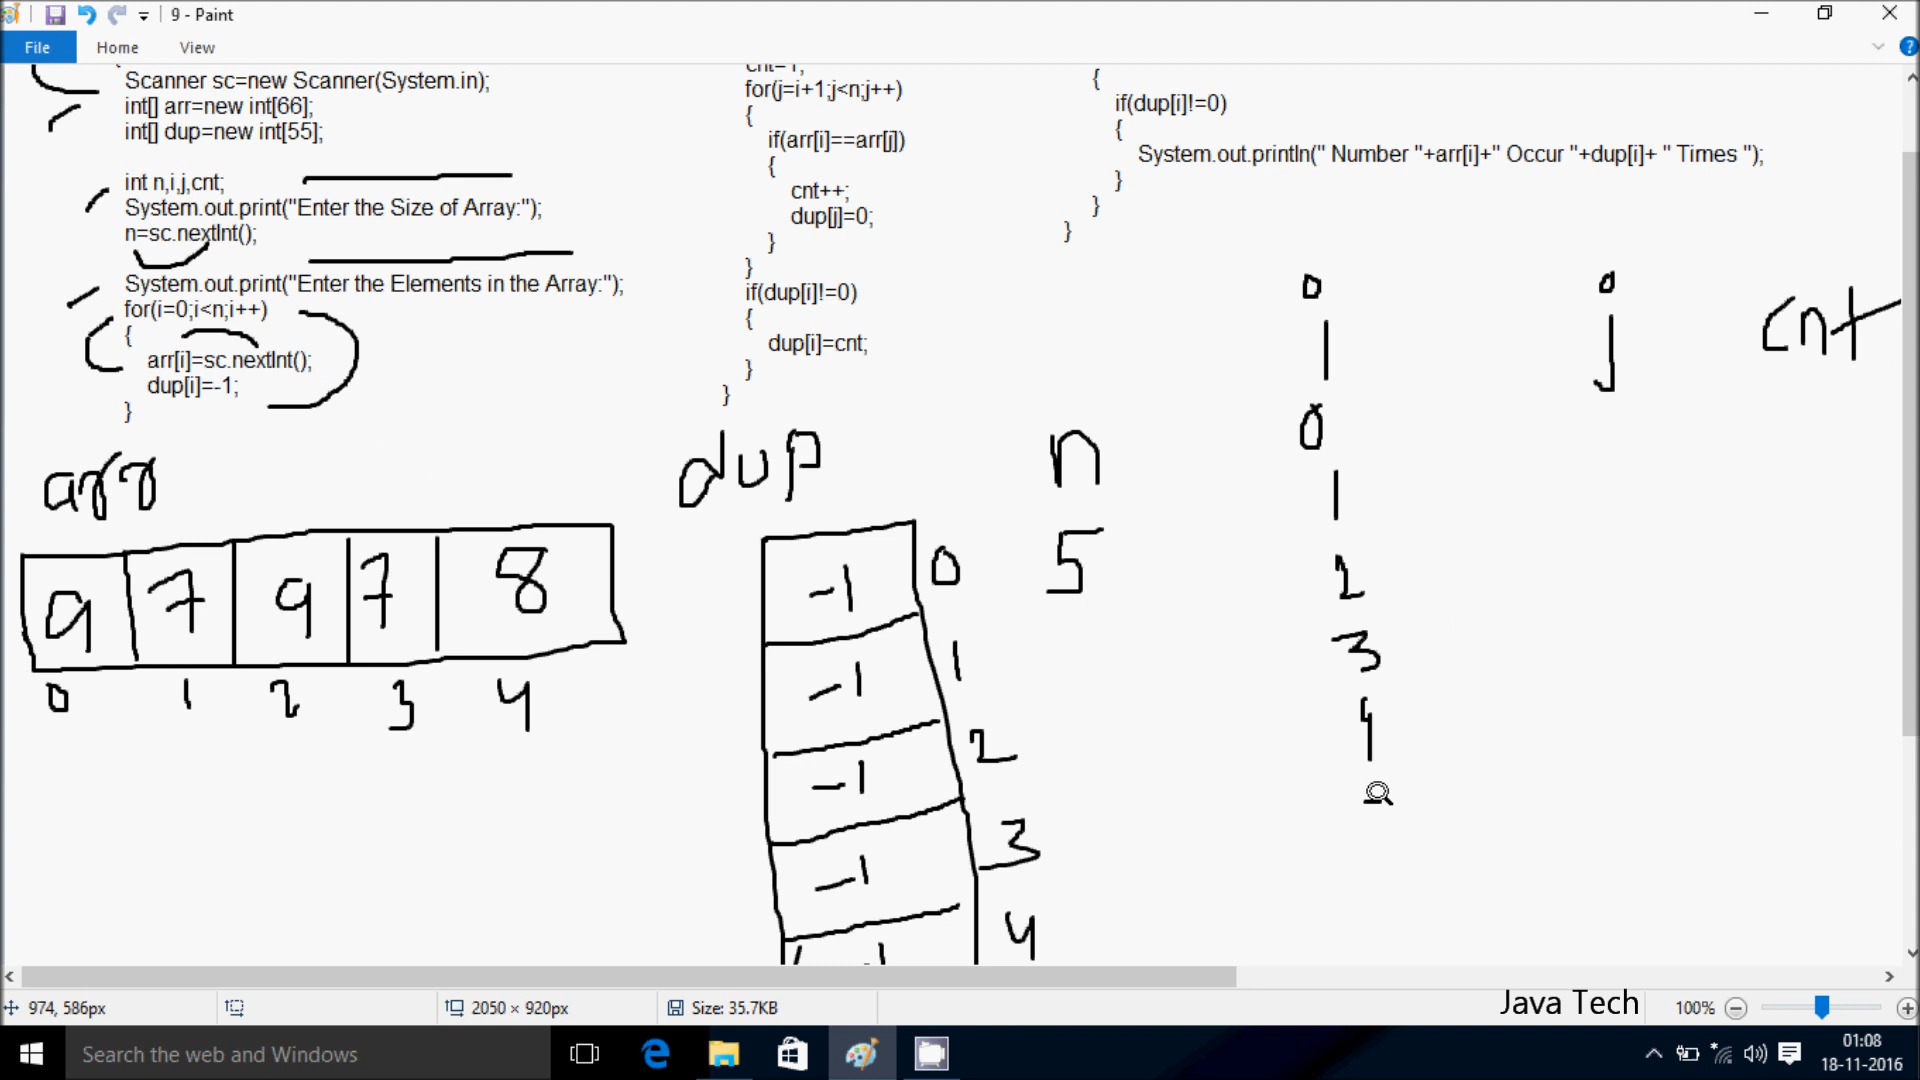 9 - Paint
File Home View
Scanner sc=new Scanner(System.in);
int[] arr=new int[66];
int[] dup=new int[55];
int n,i,j,cnt;
System.out.print("Enter the Size of Array:");
n=sc.nextInt();
System.out.print("Enter the Elements in the Array:");
for(i=0;i<n;i++)
{
arr[i]=sc.nextInt();
dup[i]=-1;
}
cnt=1;
for(j=i+1;j<n;j++)
{
if(arr[i]==arr[j])
{
cnt++;
dup[j]=0;
}
}
if(dup[i]!=0)
{
dup[i]=cnt;
}
}
{
if(dup[i]!=0)
{
System.out.println(" Number "+arr[i]+" Occur "+dup[i]+ " Times ");
}
}
}
arr
9 7 9 7 8
0 1 2 3 4
dup
-1 0
-1 1
-1 2
-1 3
-1 4
n
5
i
0
1
2
3
4
j
cnt
974, 586px
2050 × 920px
Size: 35.7KB
Java Tech
100%
Search the web and Windows
01:08
18-11-2016